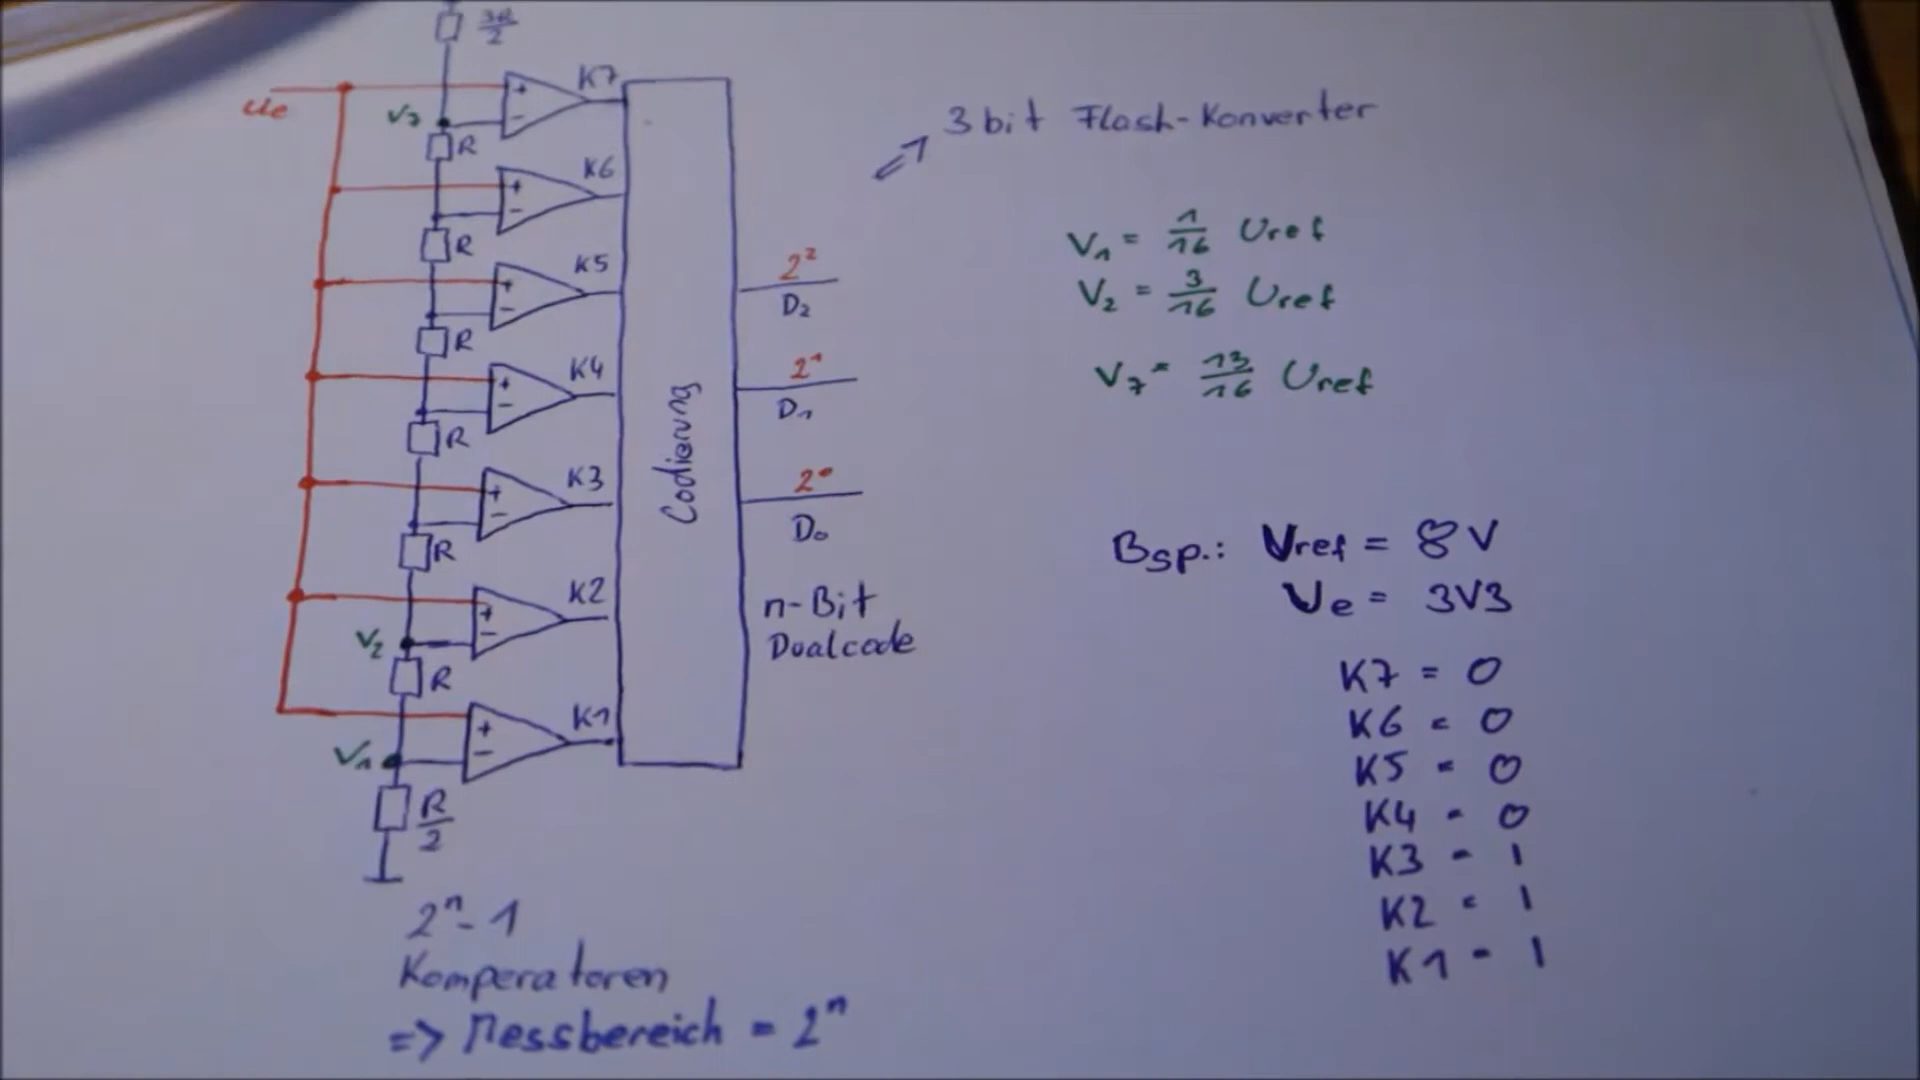 3R/2
Ue
V7
R
+
-
K7
R
+
-
K6
R
+
-
K5
R
+
-
K4
R
+
-
K3
V2
R
+
-
K2
V1
R/2
+
-
K1
Codierung
2²
D2
2¹
D1
2⁰
D0
n-Bit
Dualcode
2ⁿ-1
Komperatoren
=> Messbereich = 2ⁿ
3 bit Flash-Konverter
V1 = 1/16 Uref
V2 = 3/16 Uref
V7 = 13/16 Uref
Bsp.: Uref = 8V
Ue = 3V3
K7 = 0
K6 = 0
K5 = 0
K4 = 0
K3 = 1
K2 = 1
K1 = 1